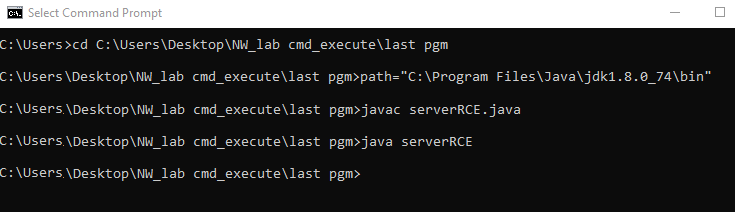 Select Command Prompt
C:\Users>cd C:\Users\Desktop\NW_lab cmd_execute\last pgm
C:\Users\Desktop\NW_lab cmd_execute\last pgm>path="C:\Program Files\Java\jdk1.8.0_74\bin"
C:\Users\Desktop\NW_lab cmd_execute\last pgm>javac serverRCE.java
C:\Users.\Desktop\NW_lab cmd_execute\last pgm>java serverRCE
C:\Users.\Desktop\NW_lab cmd_execute\last pgm>